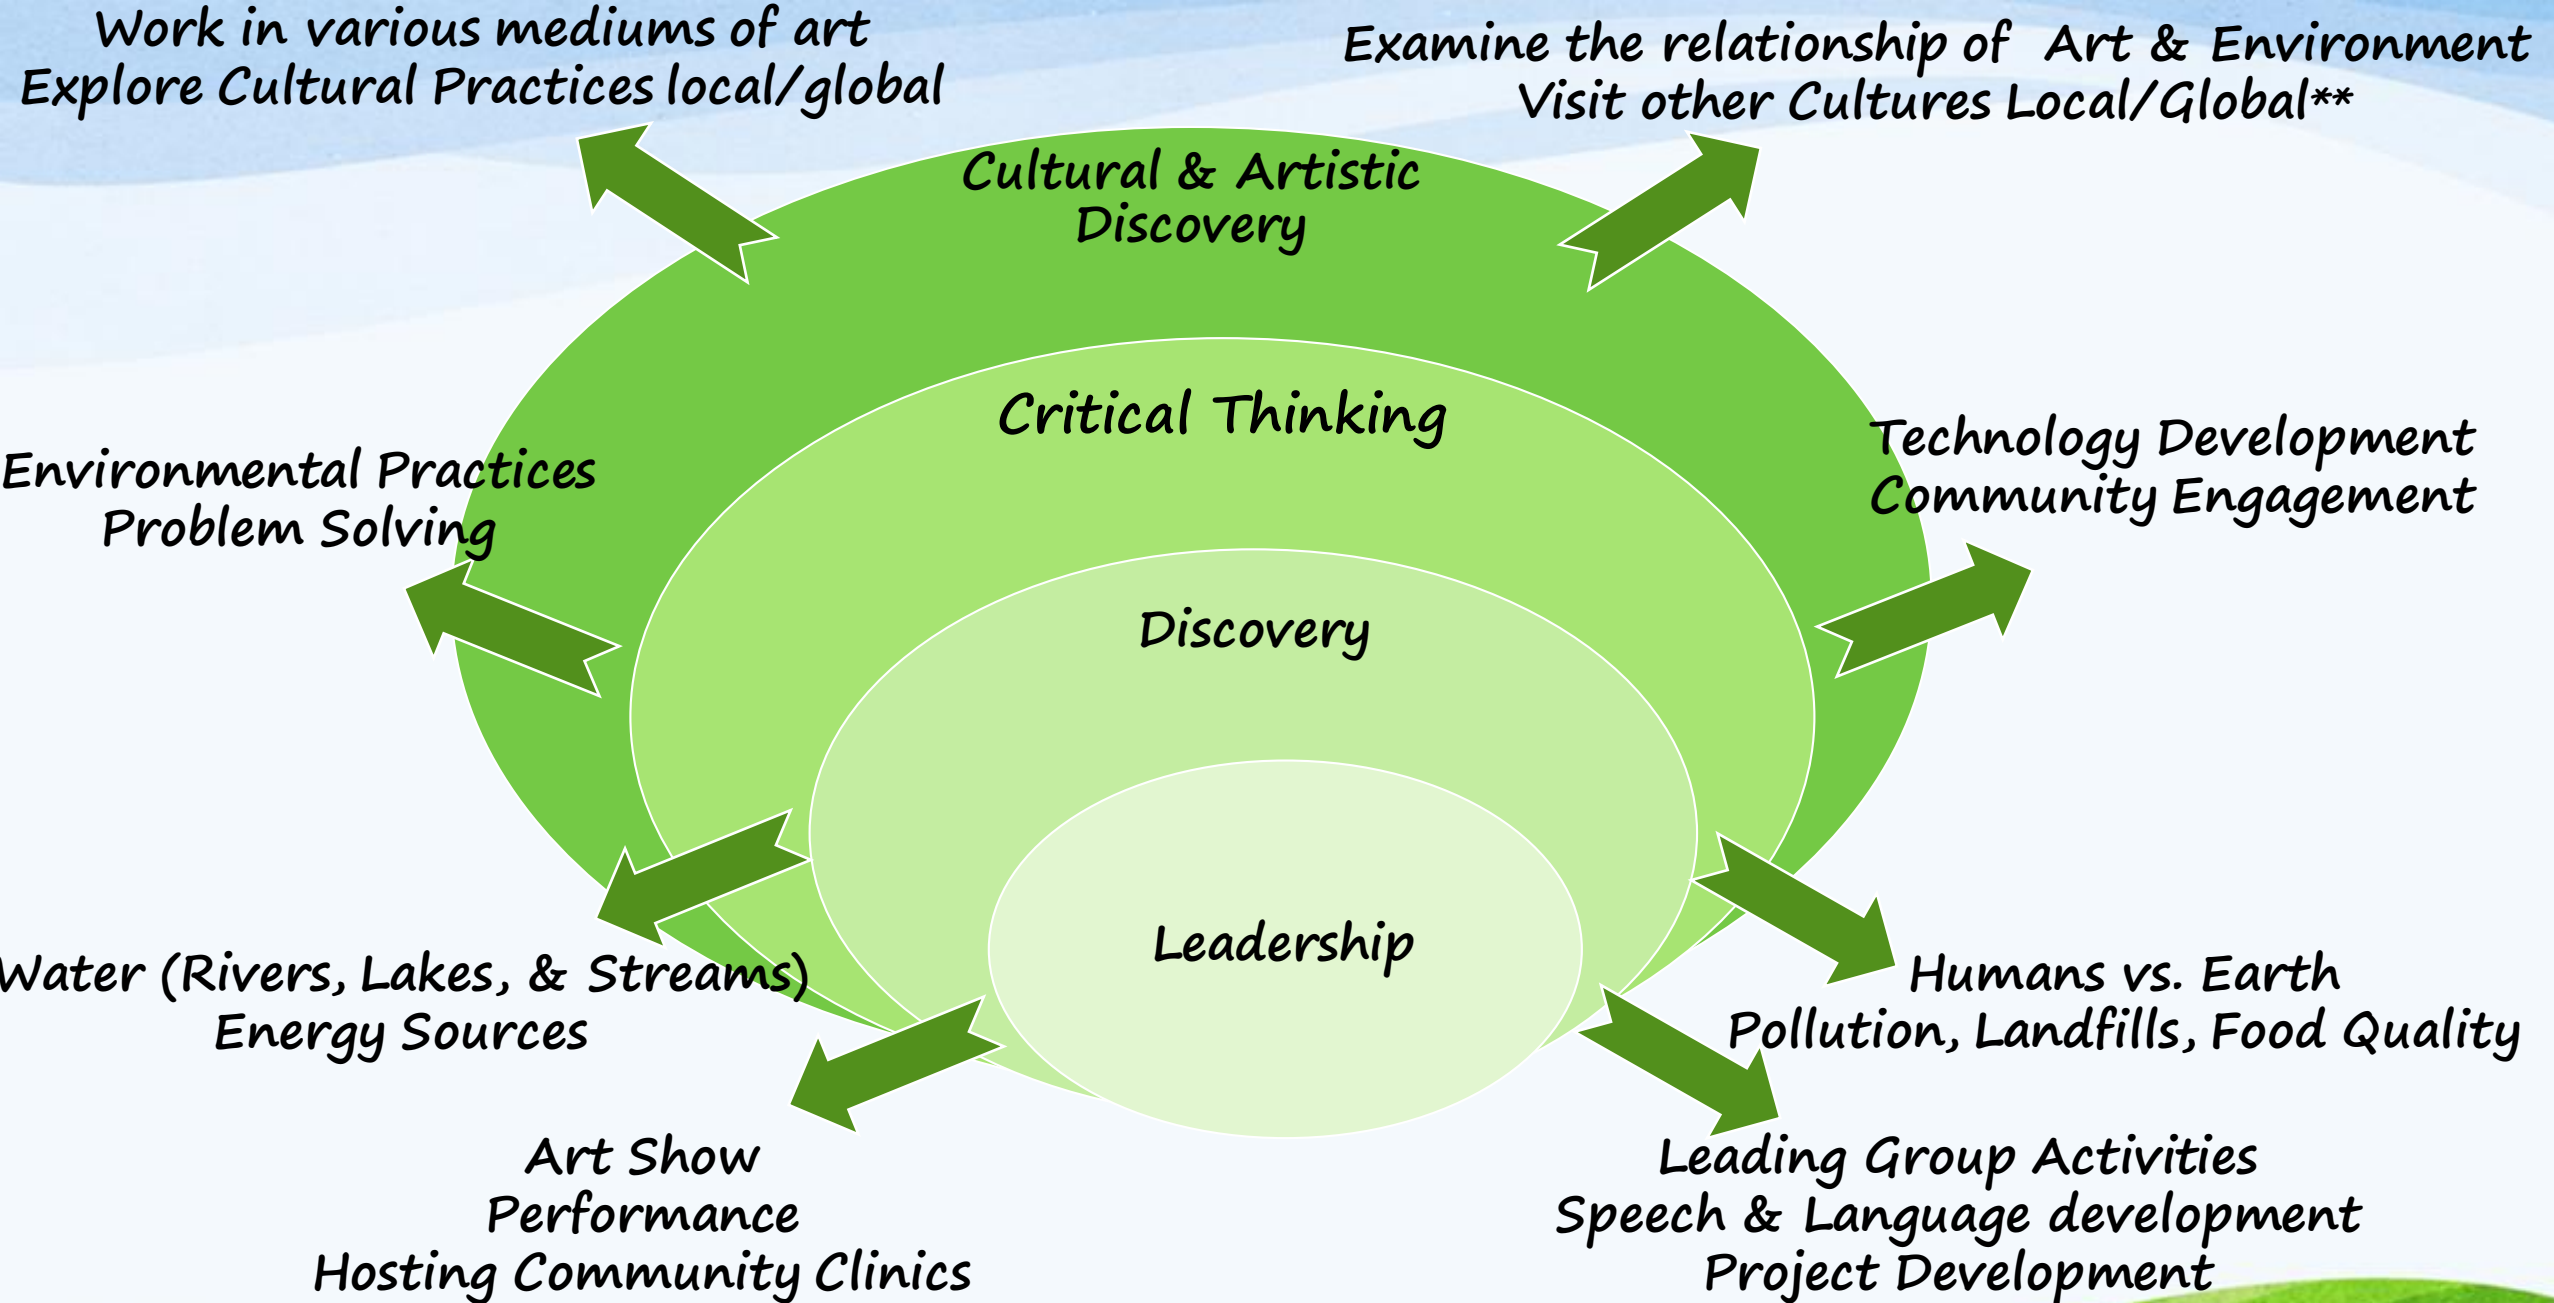 Work in various mediums of art
Explore Cultural Practices local/global
Examine the relationship of Art & Environment
Visit other Cultures Local/Global**
Cultural & Artistic
Discovery
Critical Thinking
Environmental Practices
Problem Solving
Technology Development
Community Engagement
Discovery
Leadership
Water (Rivers, Lakes, & Streams)
Energy Sources
Humans vs. Earth
Pollution, Landfills, Food Quality
Art Show
Performance
Hosting Community Clinics
Leading Group Activities
Speech & Language development
Project Development